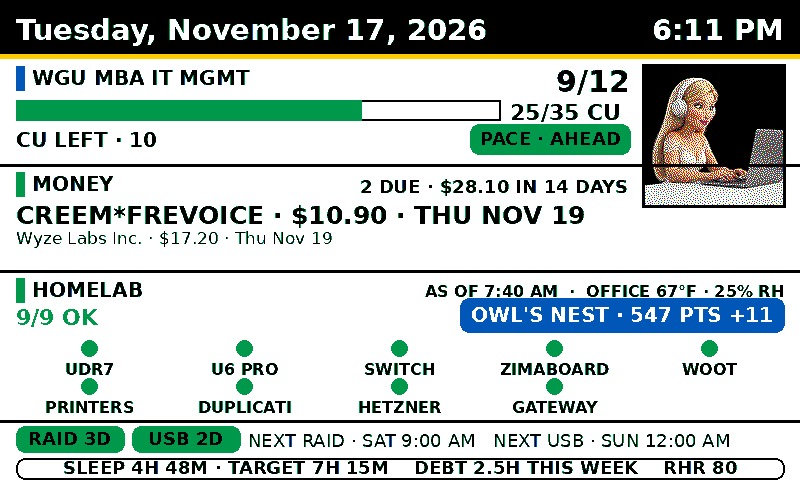 Tuesday, November 17, 2026 6:11 PM
WGU MBA IT MGMT 9/12
25/35 CU
CU LEFT · 10 PACE · AHEAD
MONEY 2 DUE · $28.10 IN 14 DAYS
CREEM*FREVOICE · $10.90 · THU NOV 19
Wyze Labs Inc. · $17.20 · Thu Nov 19
HOMELAB AS OF 7:40 AM · OFFICE 67°F · 25% RH
9/9 OK OWL'S NEST · 547 PTS +11
UDR7 U6 PRO SWITCH ZIMABOARD WOOT
PRINTERS DUPLICATI HETZNER GATEWAY
RAID 3D USB 2D NEXT RAID · SAT 9:00 AM NEXT USB · SUN 12:00 AM
SLEEP 4H 48M · TARGET 7H 15M DEBT 2.5H THIS WEEK RHR 80